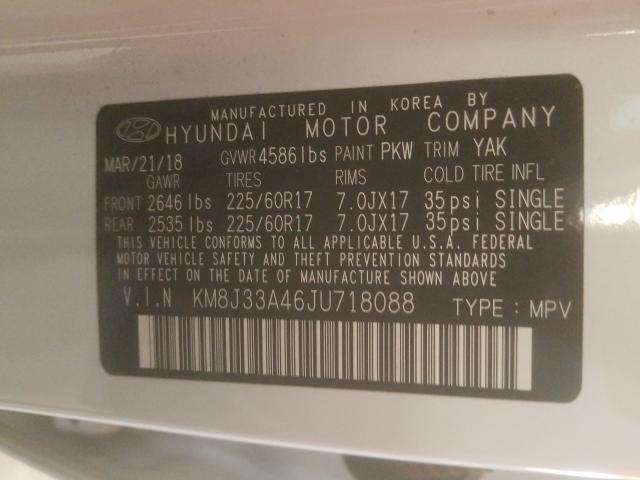 MANUFACTURED IN KOREA BY
HYUNDAI MOTOR COMPANY
MAR/21/18 GVWR 4586lbs PAINT PKW TRIM YAK
GAWR TIRES RIMS COLD TIRE INFL
FRONT 2646 lbs 225/60R17 7.0JX17 35psi SINGLE
REAR 2535 lbs 225/60R17 7.0JX17 35psi SINGLE
THIS VEHICLE CONFORMS TO ALL APPLICABLE U.S.A. FEDERAL
MOTOR VEHICLE SAFETY AND THEFT PREVENTION STANDARDS
IN EFFECT ON THE DATE OF MANUFACTURE SHOWN ABOVE
V.I.N KM8J33A46JU718088 TYPE : MPV